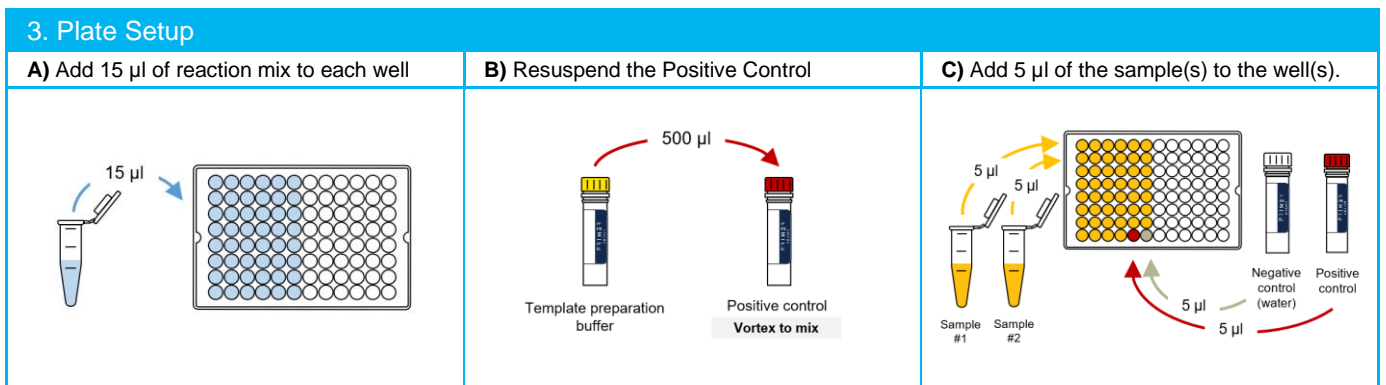 3. Plate Setup
A) Add 15 µl of reaction mix to each well
B) Resuspend the Positive Control
C) Add 5 µl of the sample(s) to the well(s).
15 µl
500 µl
Template preparation
buffer
Positive control
Vortex to mix
5 µl
5 µl
Sample
#1
Sample
#2
Negative
control
(water)
Positive
control
5 µl
5 µl